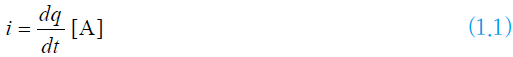 i = dq/dt [A] (1.1)